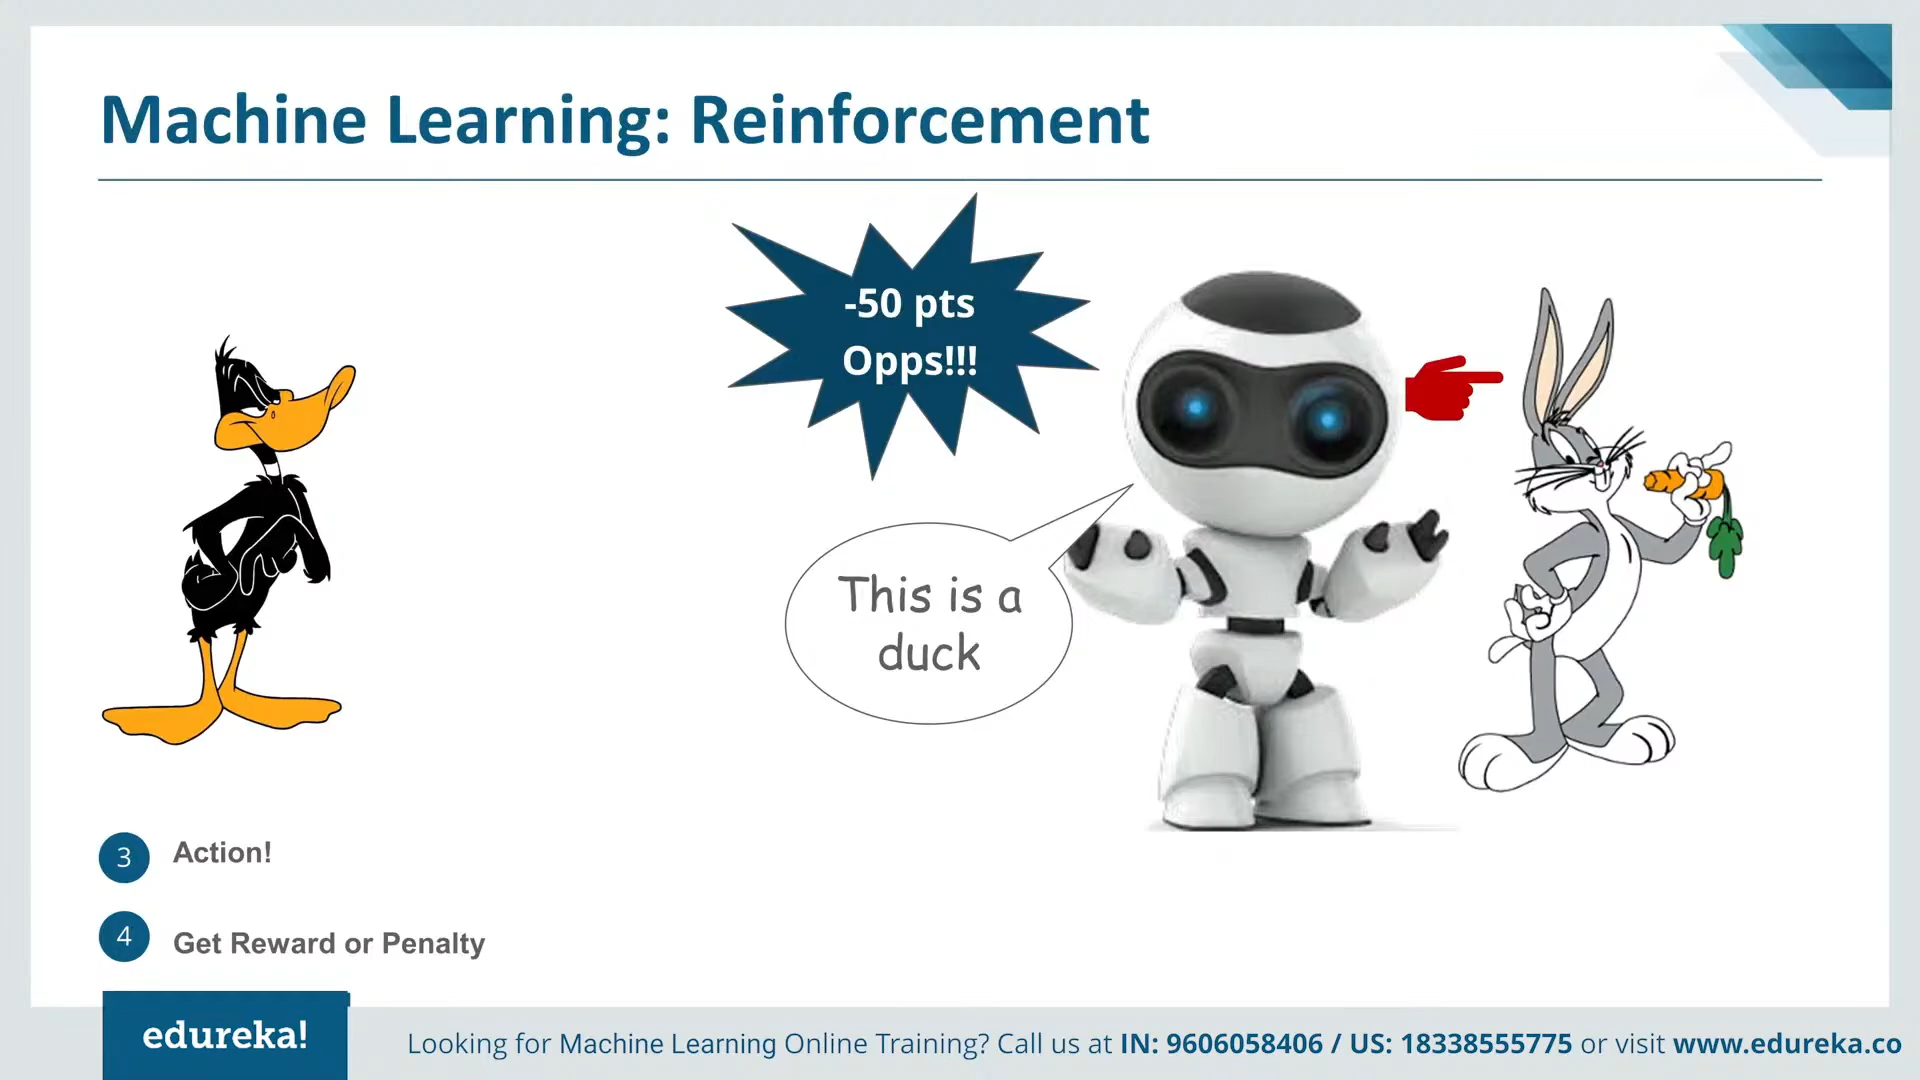 Machine Learning: Reinforcement
-50 pts
Opps!!!
This is a
duck
3 Action!
4 Get Reward or Penalty
edureka!
Looking for Machine Learning Online Training? Call us at IN: 9606058406 / US: 18338555775 or visit www.edureka.co